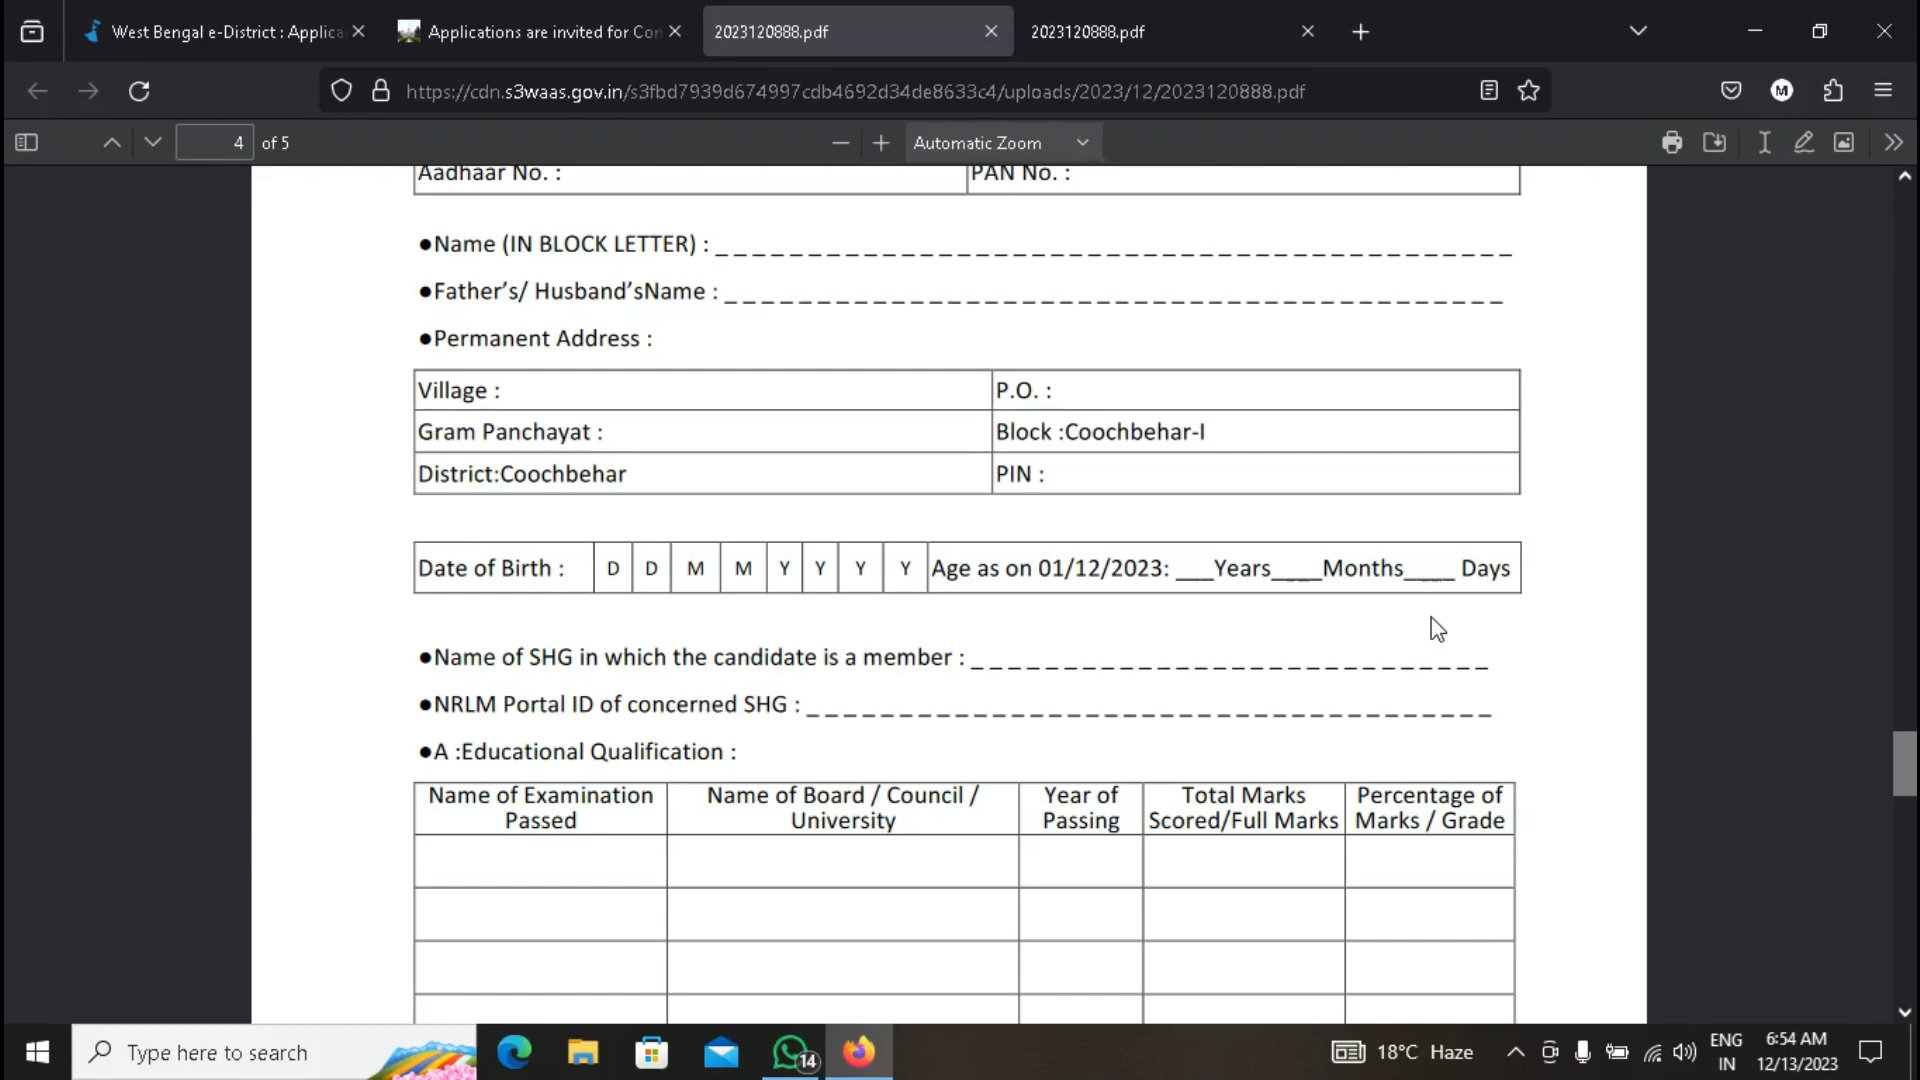 West Bengal e-District : Applica
Applications are invited for Con
2023120888.pdf
2023120888.pdf
https://cdn.s3waas.gov.in/s3fbd7939d674997cdb4692d34de8633c4/uploads/2023/12/2023120888.pdf
M
4 of 5
Automatic Zoom
Aadhaar No. : PAN No. :
●Name (IN BLOCK LETTER) : _ _ _ _ _ _ _ _ _ _ _ _ _ _ _ _ _ _ _ _ _ _ _ _ _ _ _ _ _ _ _ _ _ _ _ _ _ _ _ _ _ _ _
●Father's/ Husband'sName : _ _ _ _ _ _ _ _ _ _ _ _ _ _ _ _ _ _ _ _ _ _ _ _ _ _ _ _ _ _ _ _ _ _ _ _ _ _ _ _ _ _
●Permanent Address :
Village : P.O. :
Gram Panchayat : Block :Coochbehar-I
District:Coochbehar PIN :
Date of Birth : D D M M Y Y Y Y Age as on 01/12/2023: ___Years____Months____ Days
●Name of SHG in which the candidate is a member : _ _ _ _ _ _ _ _ _ _ _ _ _ _ _ _ _ _ _ _ _ _ _ _ _ _ _ _
●NRLM Portal ID of concerned SHG : _ _ _ _ _ _ _ _ _ _ _ _ _ _ _ _ _ _ _ _ _ _ _ _ _ _ _ _ _ _ _ _ _ _ _ _ _
●A :Educational Qualification :
Name of Examination Passed
Name of Board / Council / University
Year of Passing
Total Marks Scored/Full Marks
Percentage of Marks / Grade
Type here to search
14
18°C Haze
ENG
IN
6:54 AM
12/13/2023